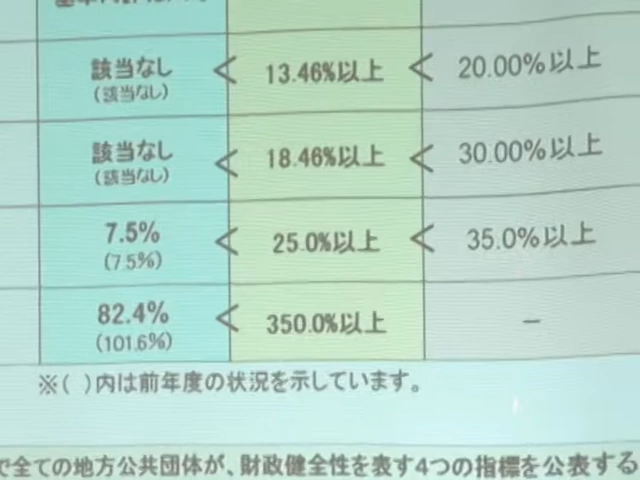 該当なし < 13.46%以上 < 20.00%以上
(該当なし)
該当なし < 18.46%以上 < 30.00%以上
(該当なし)
7.5% < 25.0%以上 < 35.0%以上
(7.5%)
82.4% < 350.0%以上 －
(101.6%)
※( )内は前年度の状況を示しています。
で全ての地方公共団体が、財政健全性を表す4つの指標を公表する